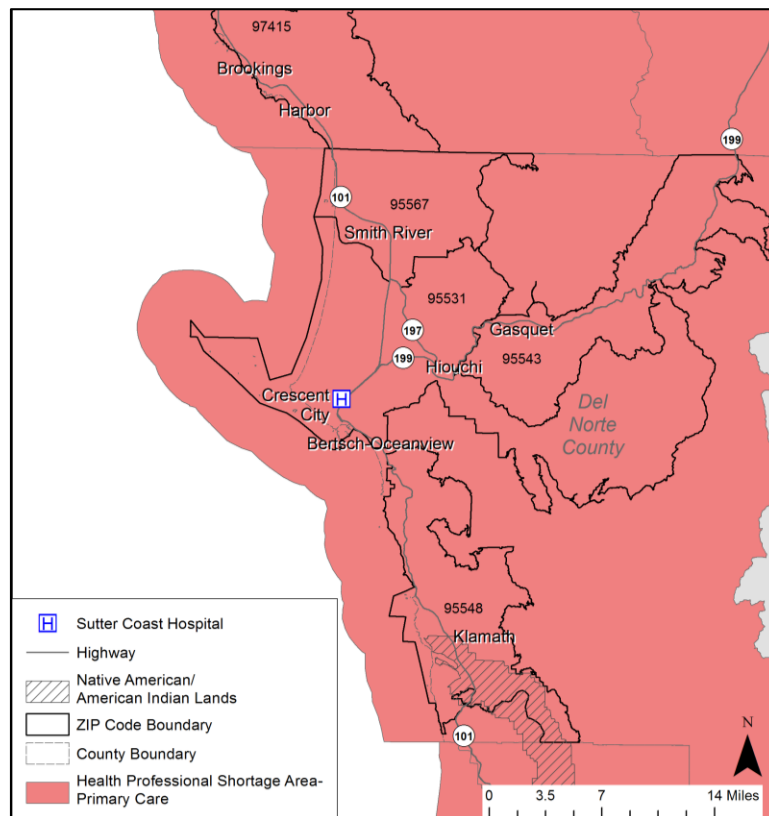 97415
Brookings
Harbor
199
101
95567
Smith River
95531
197
Gasquet
199
95543
Hiouchi
Crescent
City
Del
Norte
County
Bertsch-Oceanview
95548
Klamath
101
H
H Sutter Coast Hospital
Highway
Native American/
American Indian Lands
ZIP Code Boundary
County Boundary
Health Professional Shortage Area-
Primary Care
N
0 3.5 7 14 Miles